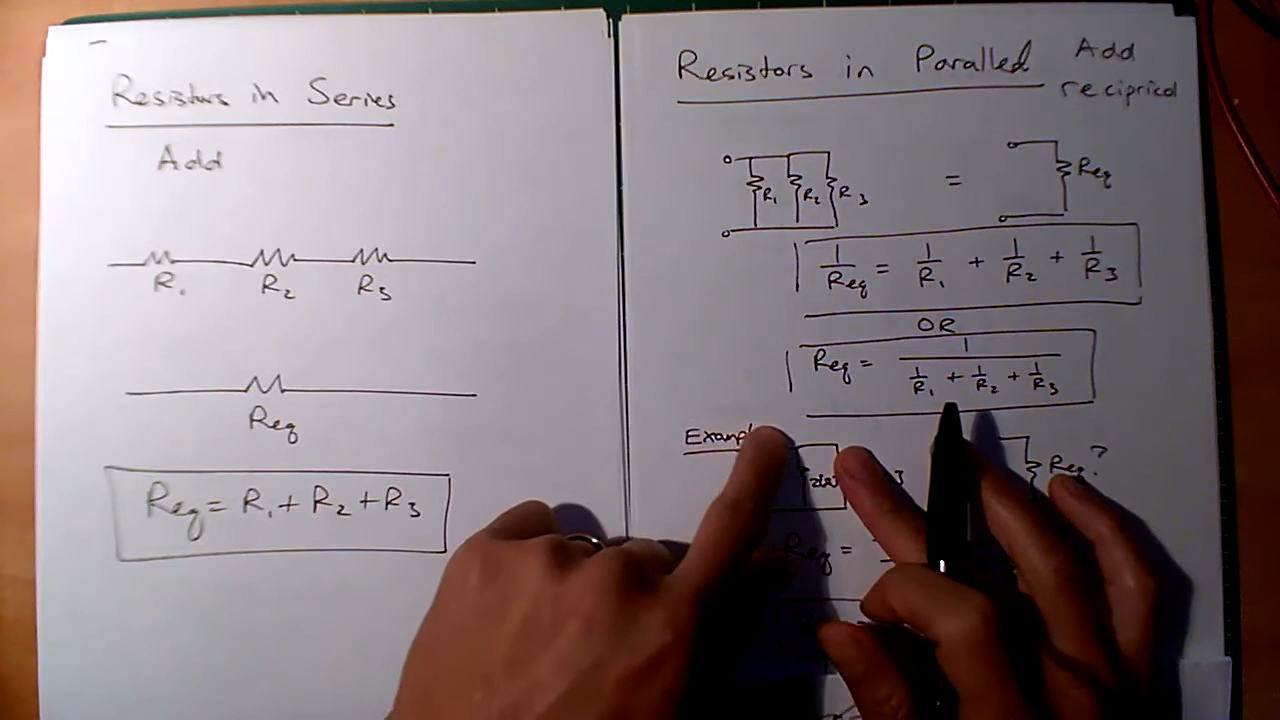 Resistors in Series
Add
R1 R2 R3
Req
Req = R1 + R2 + R3
Resistors in Paralled
Add
reciprical
R1 R2 R3 = Req
1/Req = 1/R1 + 1/R2 + 1/R3
OR
Req = 1/(1/R1 + 1/R2 + 1/R3)
Req?
Req =